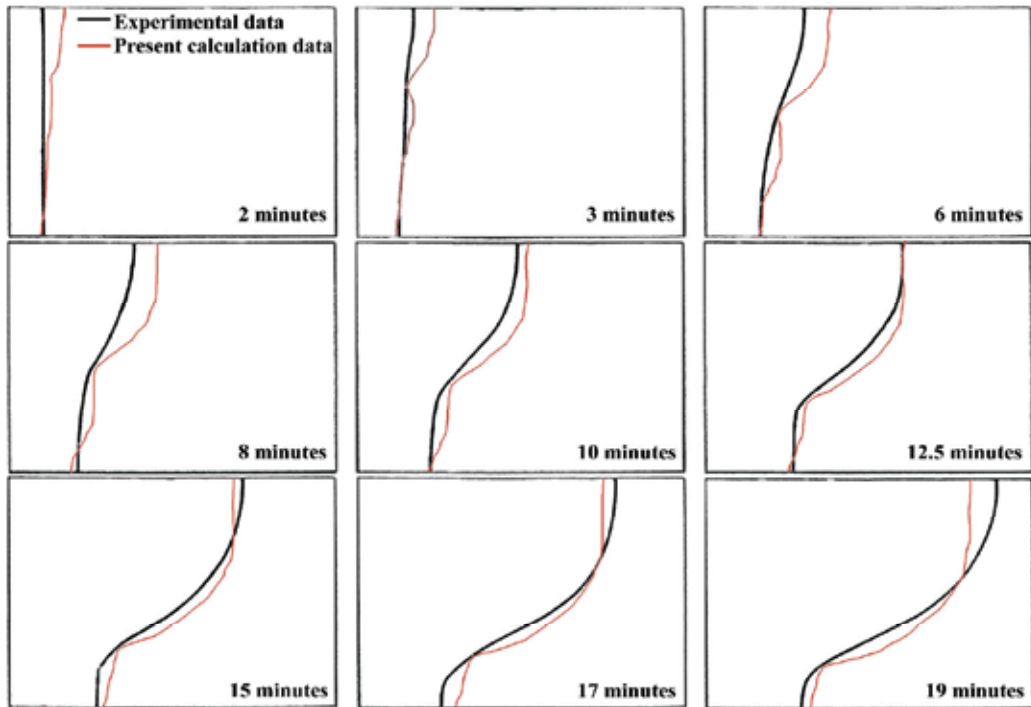 Experimental data
Present calculation data
2 minutes
3 minutes
6 minutes
8 minutes
10 minutes
12.5 minutes
15 minutes
17 minutes
19 minutes